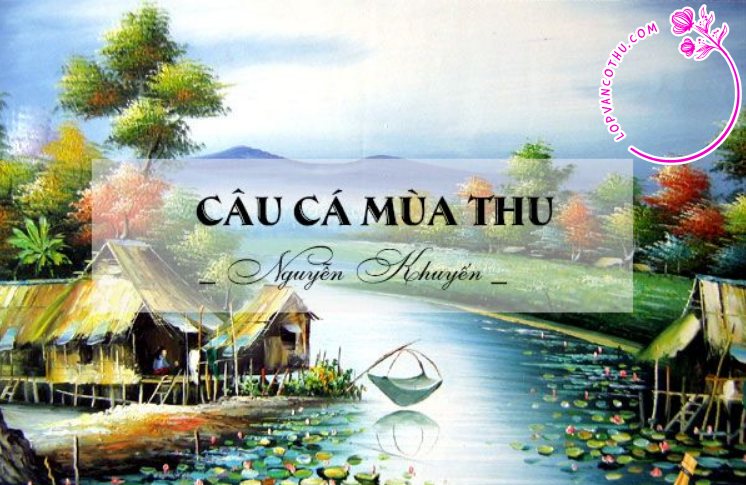 LOPVANCOTHU.COM
CÂU CÁ MÙA THU
_ Nguyễn Khuyến _